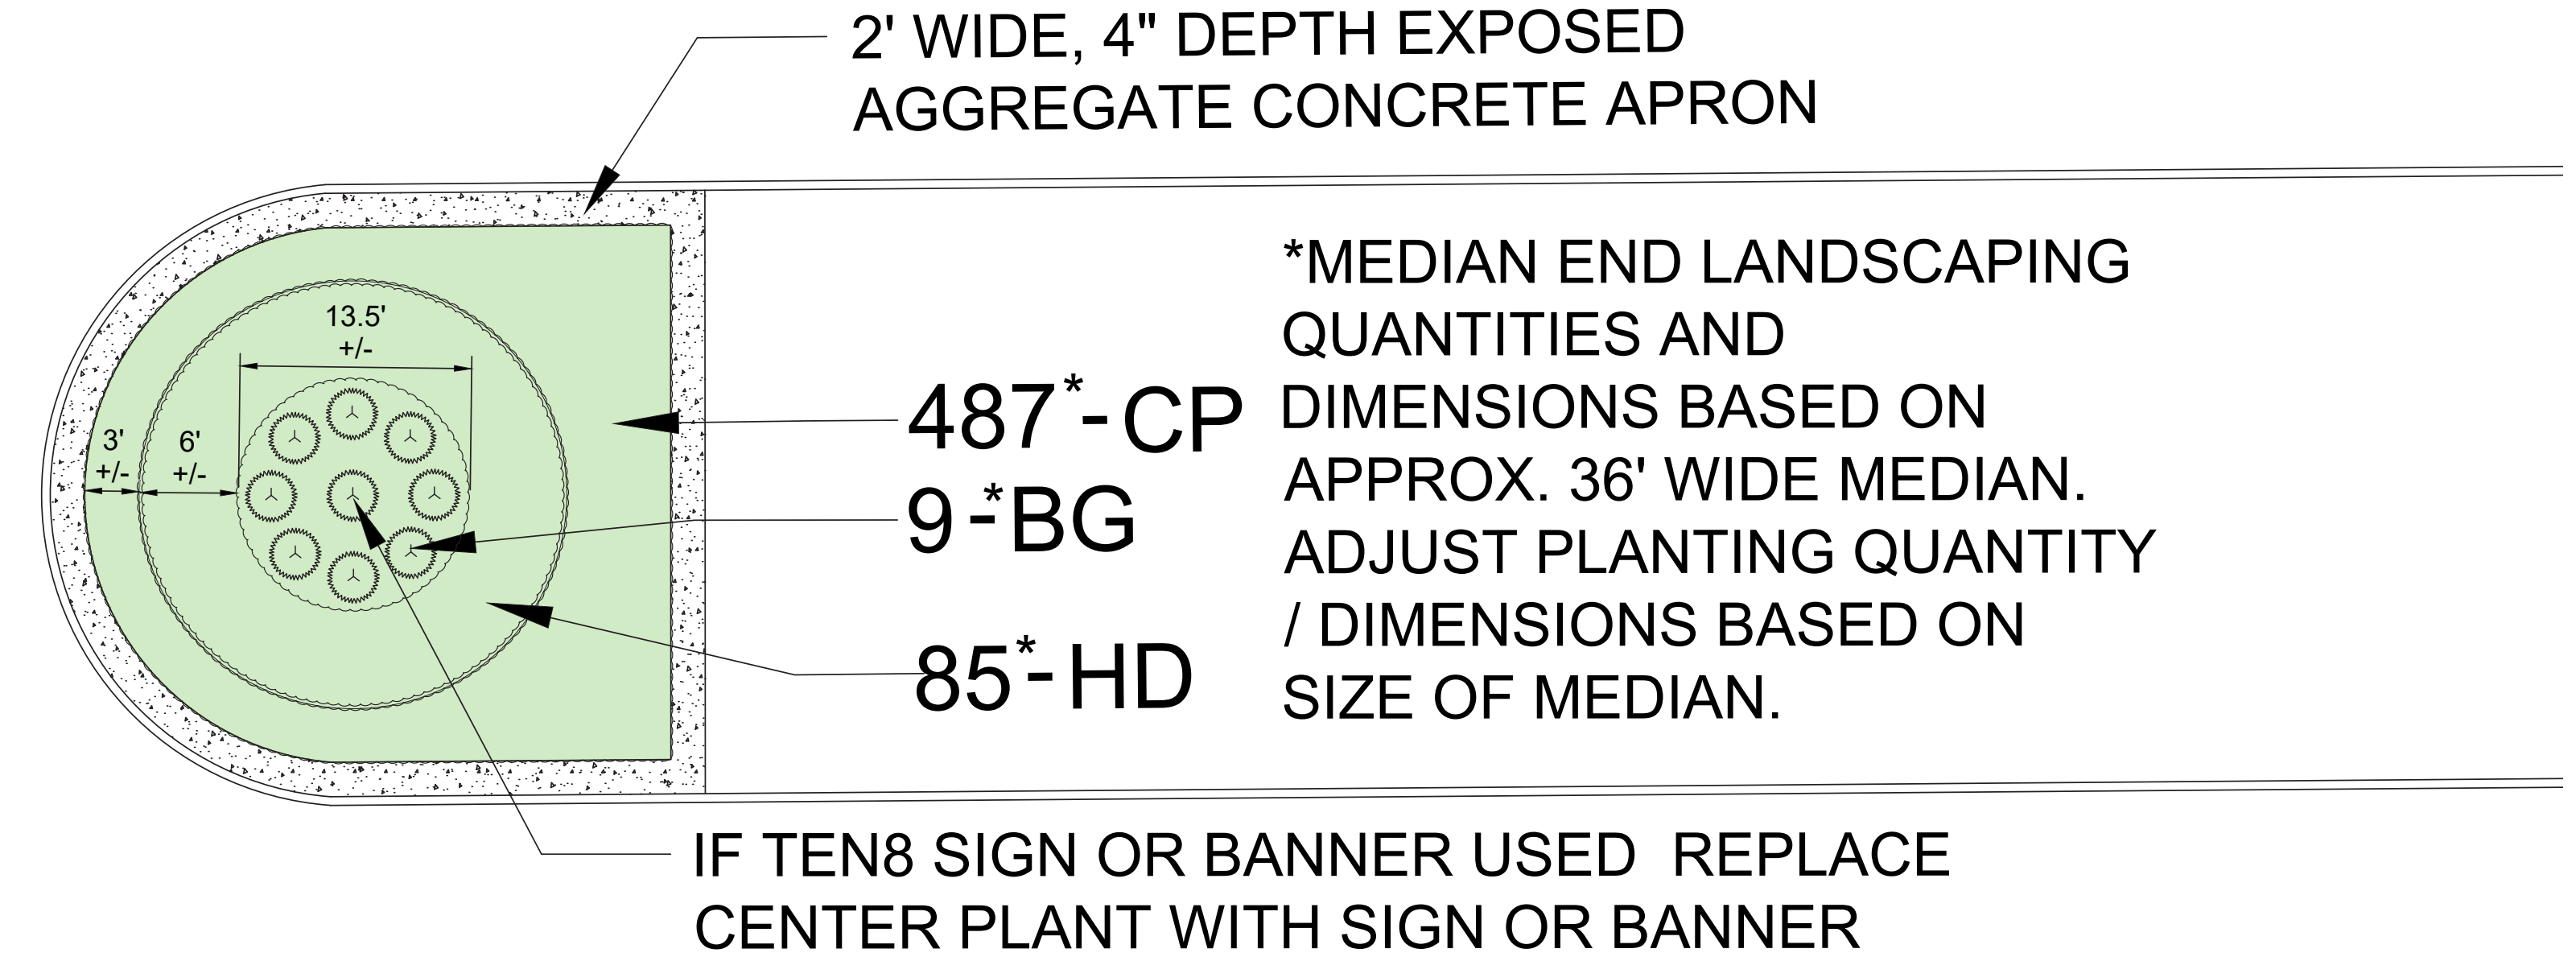 2' WIDE, 4" DEPTH EXPOSED
AGGREGATE CONCRETE APRON
13.5'
+/-
3'
+/-
6'
+/-
487*-CP
9-*BG
85*-HD
*MEDIAN END LANDSCAPING
QUANTITIES AND
DIMENSIONS BASED ON
APPROX. 36' WIDE MEDIAN.
ADJUST PLANTING QUANTITY
/ DIMENSIONS BASED ON
SIZE OF MEDIAN.
IF TEN8 SIGN OR BANNER USED REPLACE
CENTER PLANT WITH SIGN OR BANNER